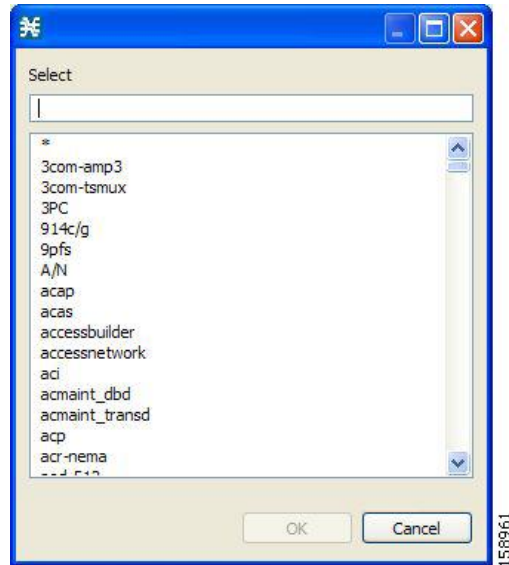 Select
*
3com-amp3
3com-tsmux
3PC
914c/g
9pfs
A/N
acap
acas
accessbuilder
accessnetwork
aci
acmaint_dbd
acmaint_transd
acp
acr-nema
OK
Cancel
158961